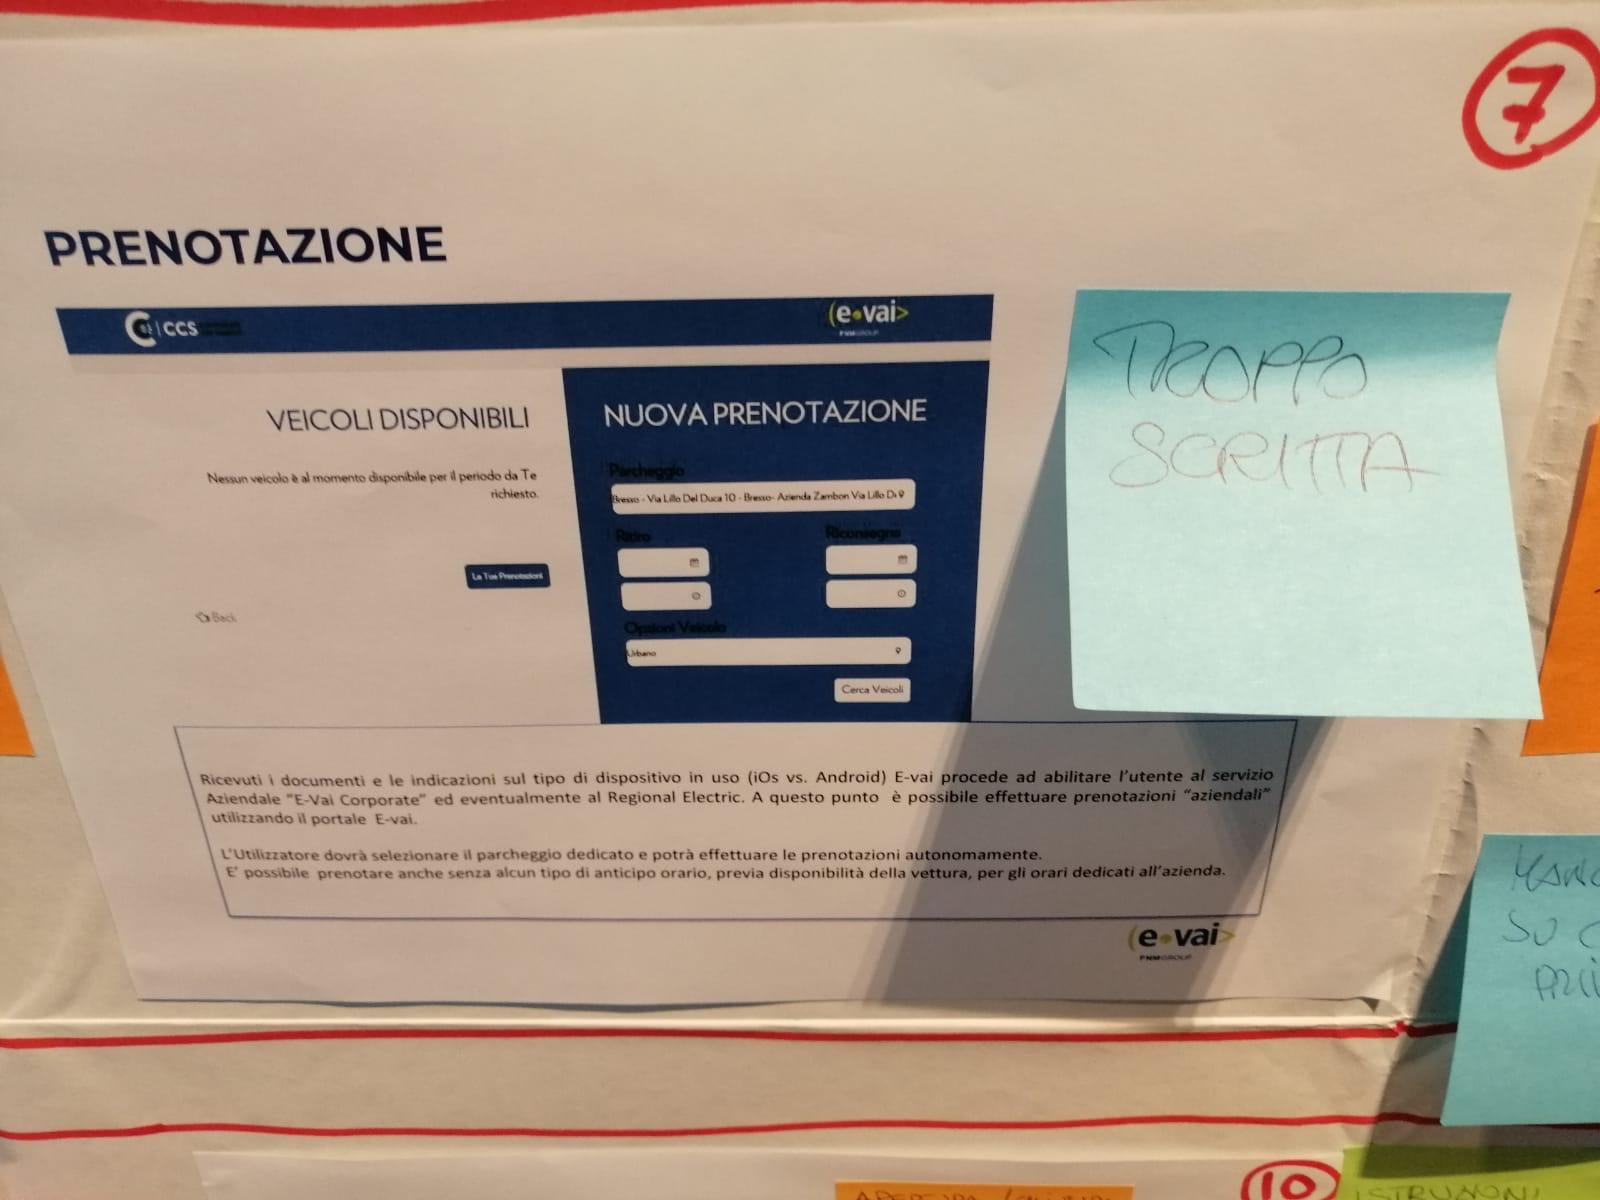 7
PRENOTAZIONE
CCS
(e•vai>
FNMGROUP
VEICOLI DISPONIBILI
Nessun veicolo è al momento disponibile per il periodo da Te
richiesto.
Le Tue Prenotazioni
Back
NUOVA PRENOTAZIONE
Parcheggio
Bresso - Via Lillo Del Duca 10 - Bresso- Azienda Zambon Via Lillo De
Ritiro
Riconsegna
Opzioni Veicolo
Urbano
Cerca Veicoli
TROPPO
SCRITTA
Ricevuti i documenti e le indicazioni sul tipo di dispositivo in uso (iOs vs. Android) E-vai procede ad abilitare l'utente al servizio
Aziendale "E-Vai Corporate" ed eventualmente al Regional Electric. A questo punto è possibile effettuare prenotazioni "aziendali"
utilizzando il portale E-vai.
L'Utilizzatore dovrà selezionare il parcheggio dedicato e potrà effettuare le prenotazioni autonomamente.
E' possibile prenotare anche senza alcun tipo di anticipo orario, previa disponibilità della vettura, per gli orari dedicati all'azienda.
(e•vai>
FNMGROUP
SU
10